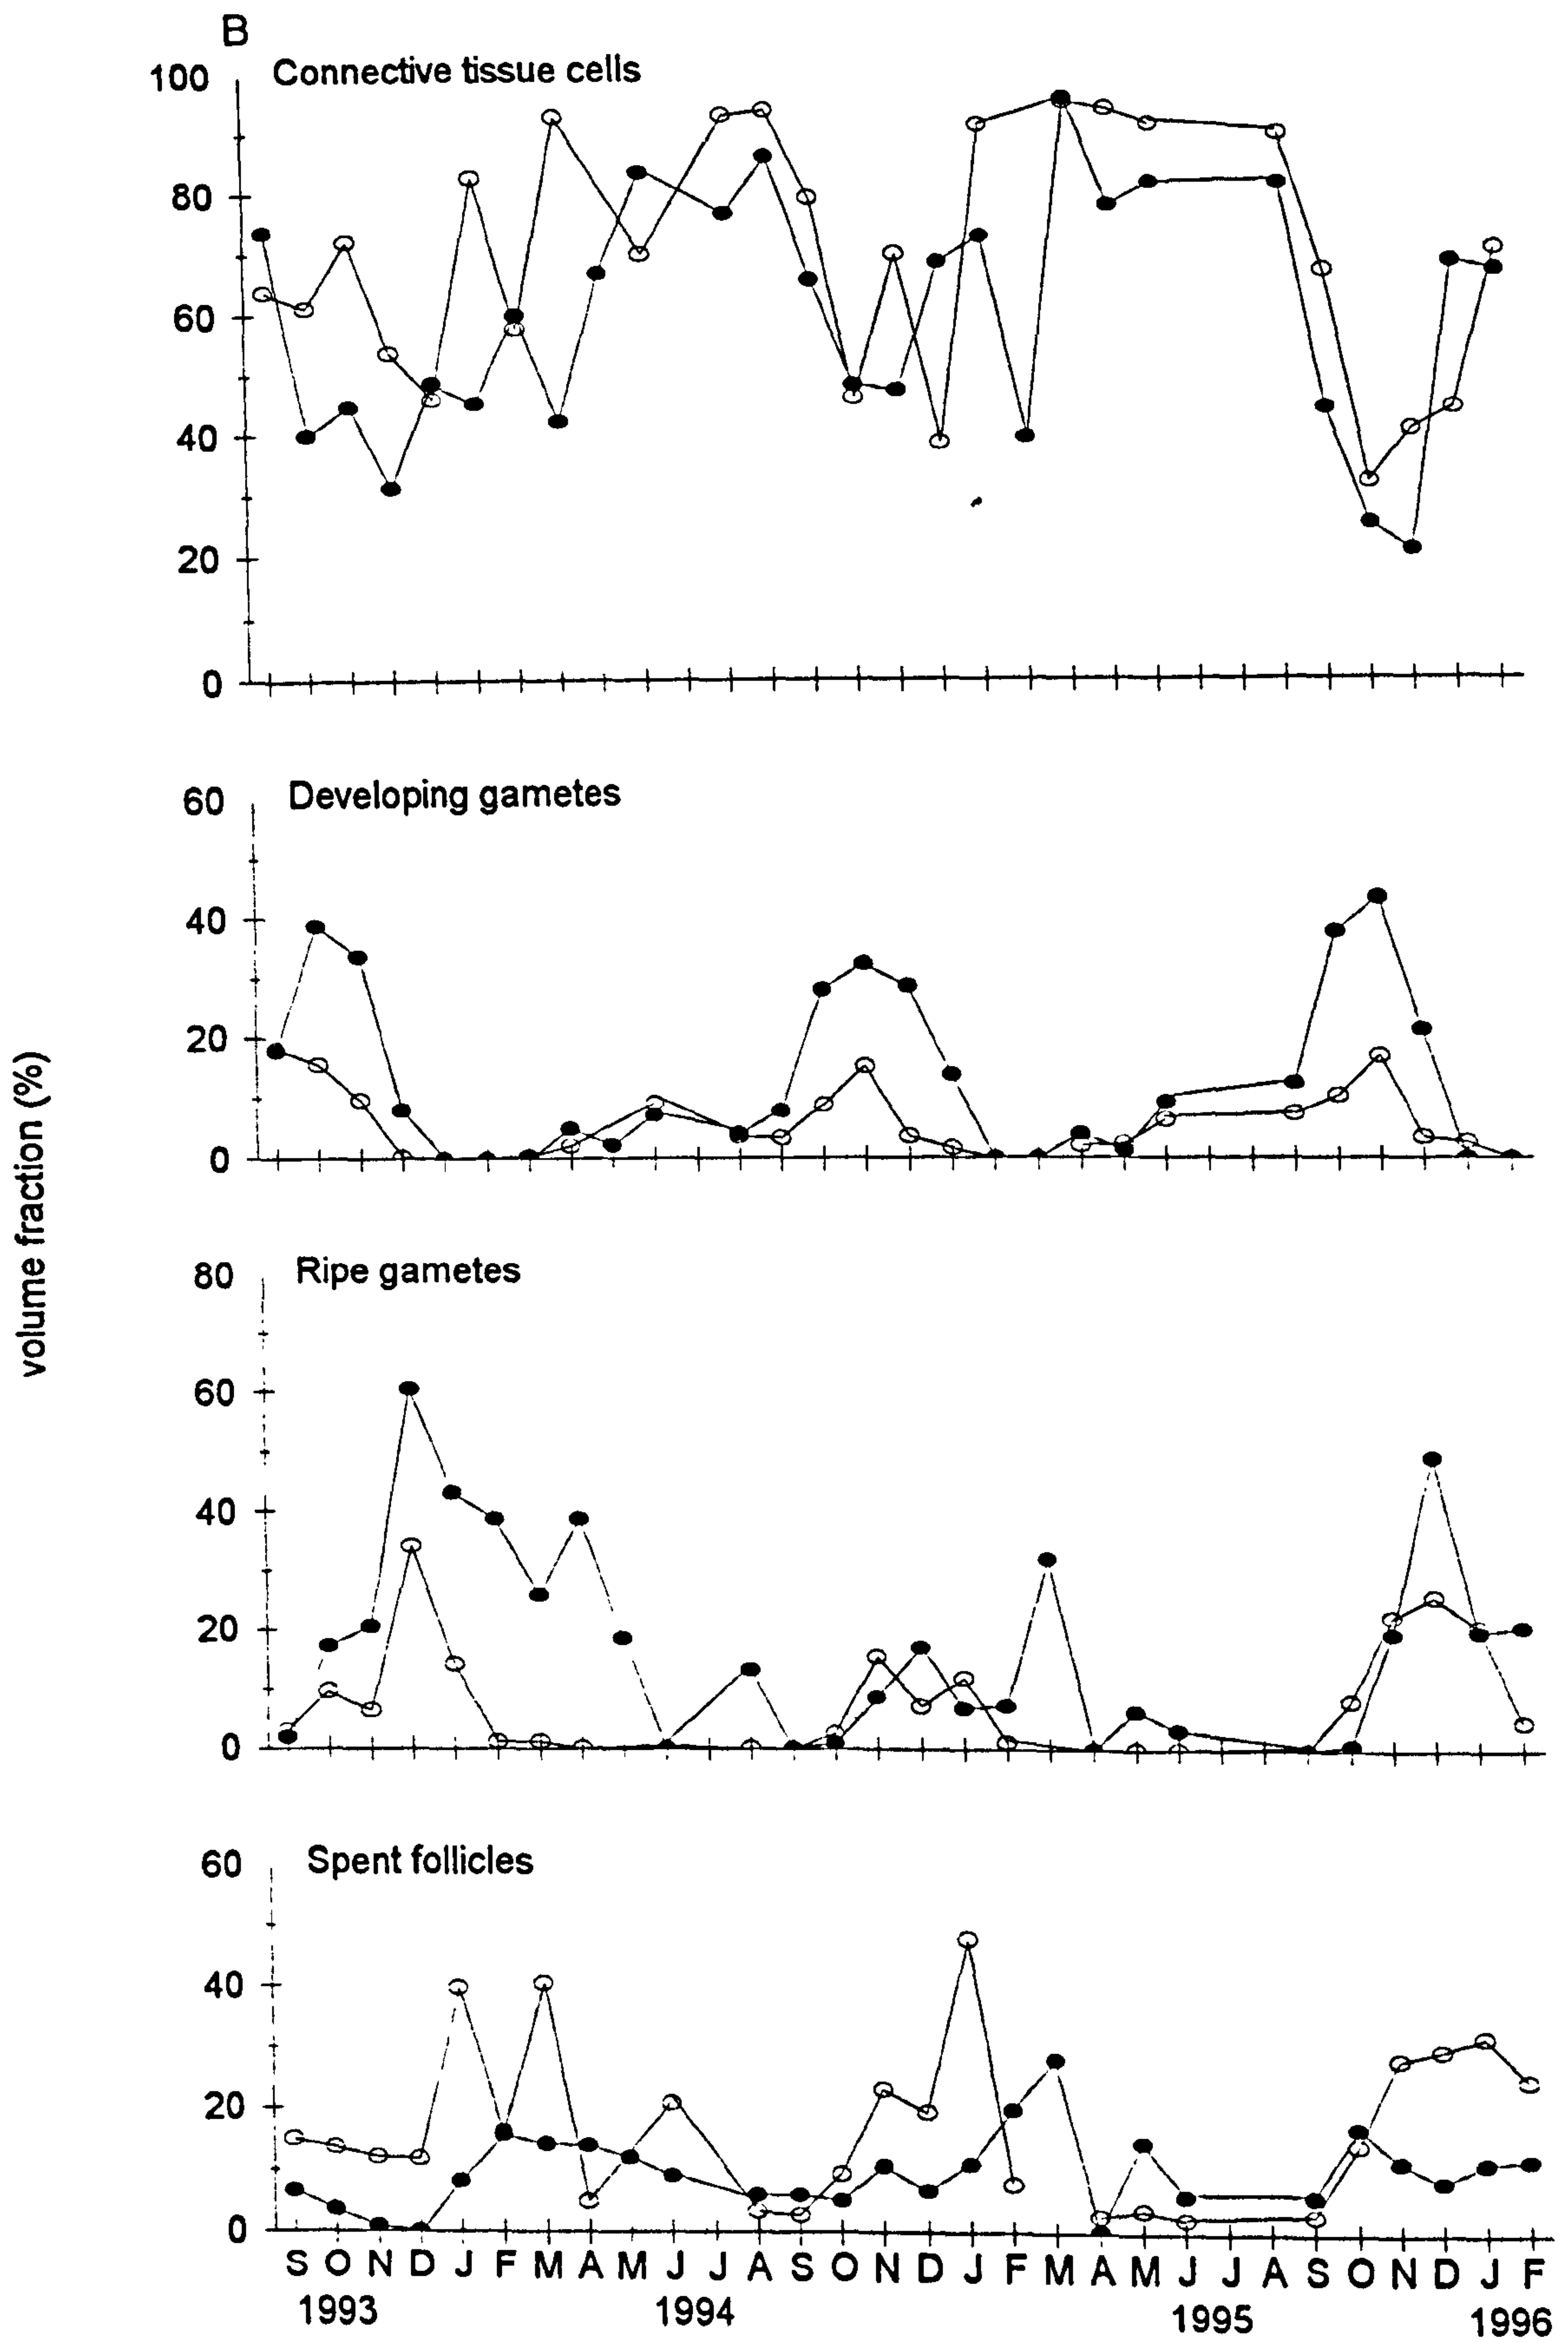 B
Connective tissue cells
100
80
60
40
20
0
Developing gametes
60
40
20
0
volume fraction (%)
Ripe gametes
80
60
40
20
0
Spent follicles
60
40
20
0
S O N D J F M A M J J A S O N D J F M A M J J A S O N D J F
1993 1994 1995 1996